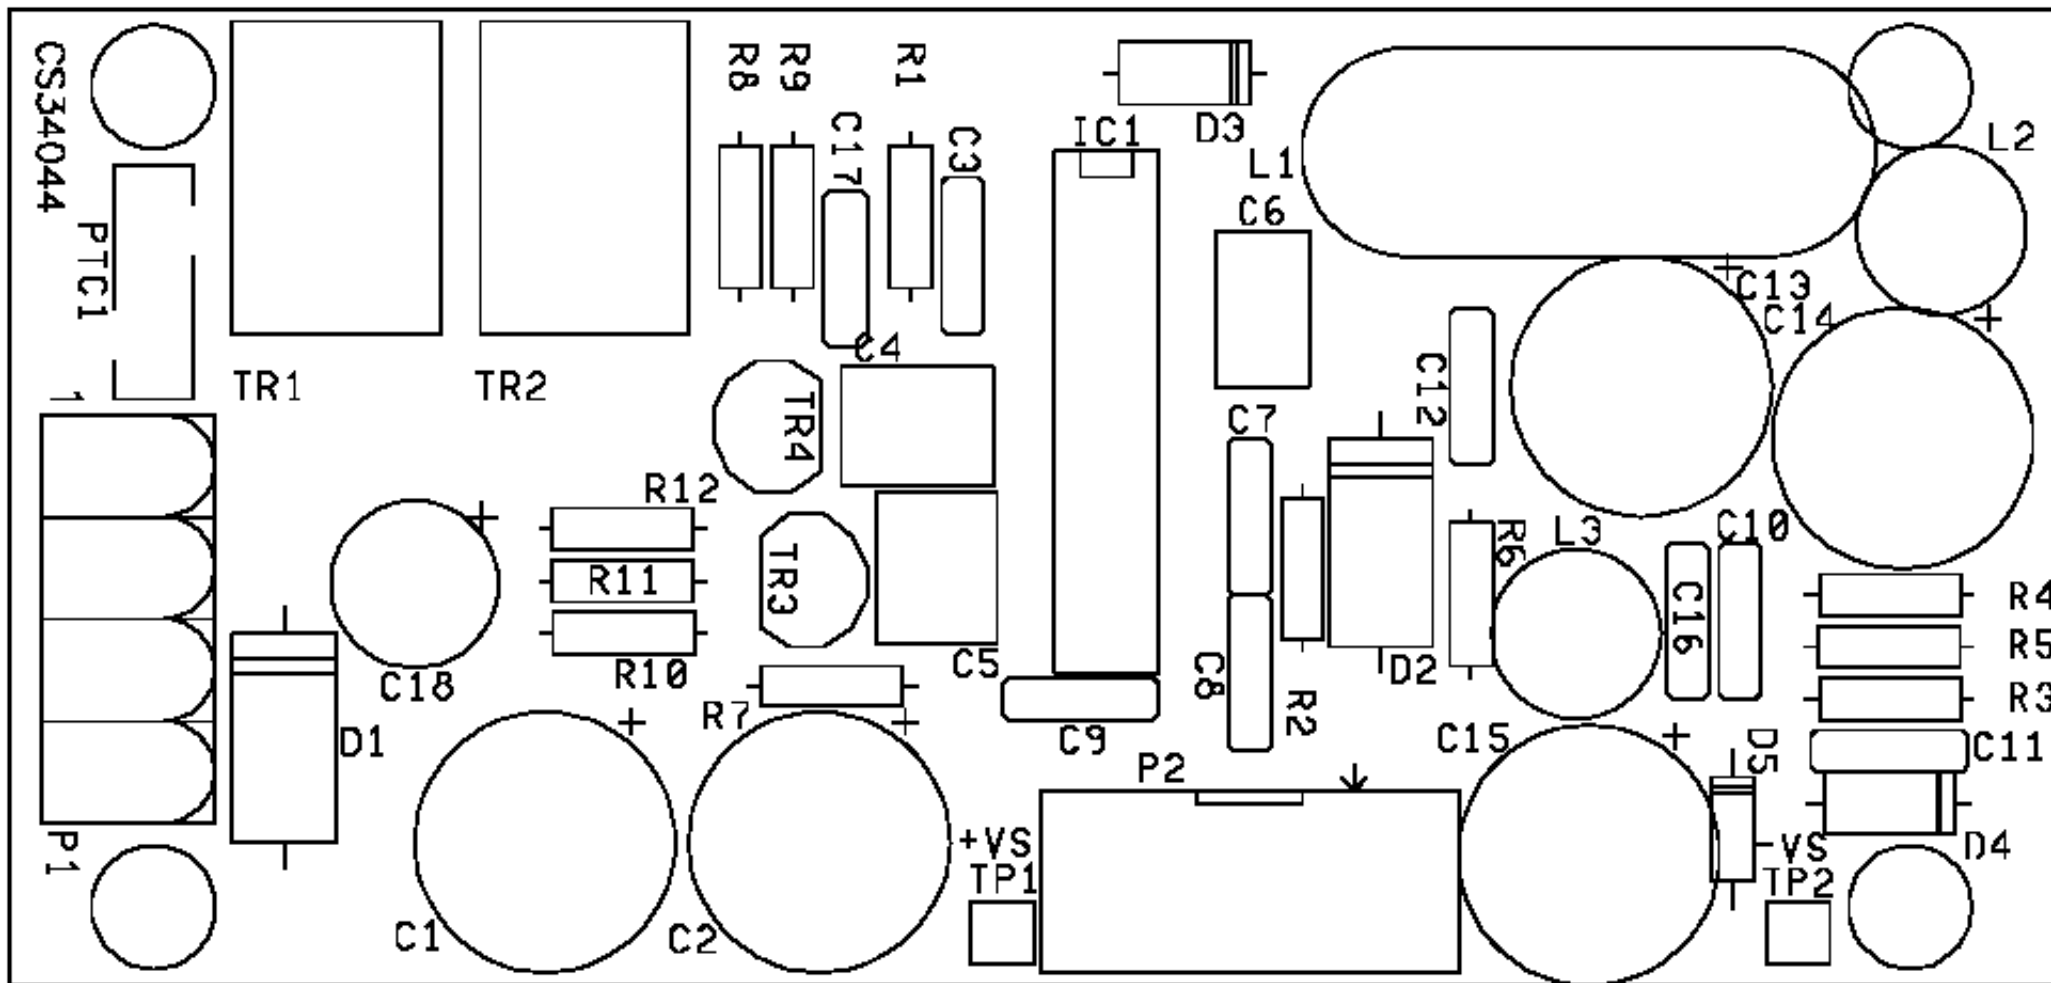 CS34044
R8
R9
R1
D3
C17
C3
IC1
L1
L2
C6
PTC1
+
C13
C14
+
C4
1
TR1
TR2
TR4
C12
C7
R12
+
R11
TR3
R6
L3
C10
C16
R4
R5
R3
R10
C18
C5
C8
R2
D2
R7
+
+
C9
D1
P2
C15
+
D5
C11
P1
+VS
TP1
-VS
TP2
D4
C1
C2